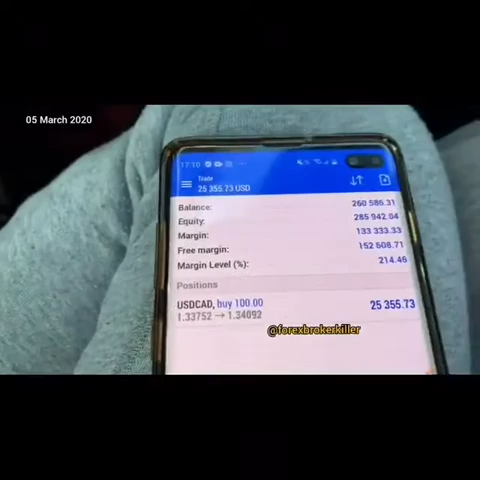 05 March 2020
17:10
Trade
25 355.73 USD
Balance: 260 586.31
Equity: 285 942.04
Margin: 133 333.33
Free margin: 152 608.71
Margin Level (%): 214.46
Positions
USDCAD, buy 100.00 25 355.73
1.33752 → 1.34092
@forexbrokerkiller